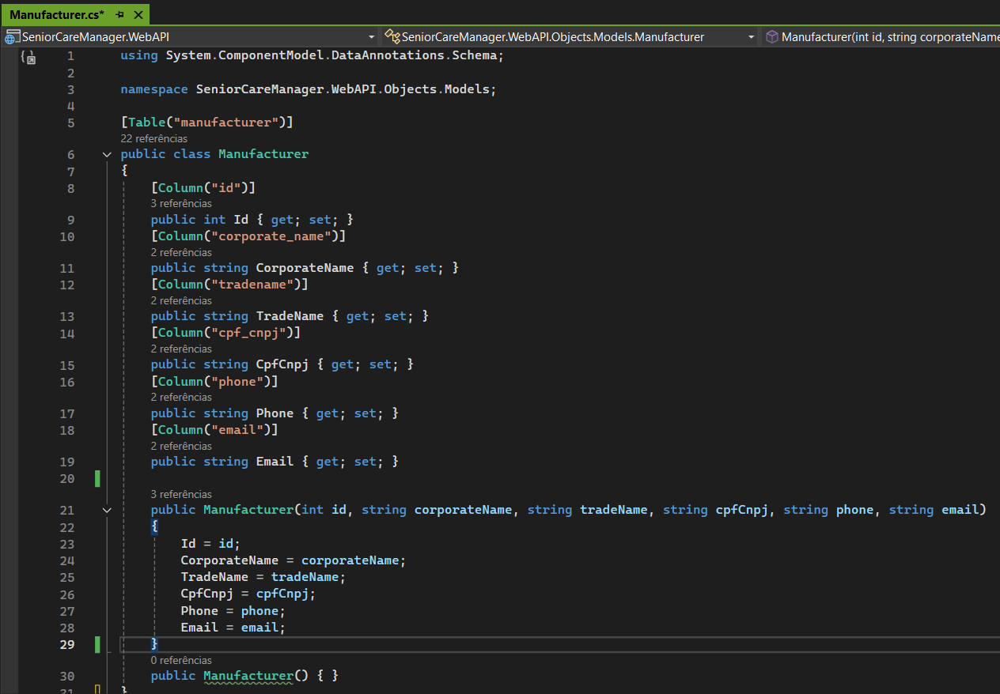 Manufacturer.cs*
SeniorCareManager.WebAPI SeniorCareManager.WebAPI.Objects.Models.Manufacturer Manufacturer(int id, string corporateName
1 using System.ComponentModel.DataAnnotations.Schema;
2
3 namespace SeniorCareManager.WebAPI.Objects.Models;
4
5 [Table("manufacturer")]
22 referências
6 public class Manufacturer
7 {
8 [Column("id")]
3 referências
9 public int Id { get; set; }
10 [Column("corporate_name")]
2 referências
11 public string CorporateName { get; set; }
12 [Column("tradename")]
2 referências
13 public string TradeName { get; set; }
14 [Column("cpf_cnpj")]
2 referências
15 public string CpfCnpj { get; set; }
16 [Column("phone")]
2 referências
17 public string Phone { get; set; }
18 [Column("email")]
2 referências
19 public string Email { get; set; }
20
3 referências
21 public Manufacturer(int id, string corporateName, string tradeName, string cpfCnpj, string phone, string email)
22 {
23 Id = id;
24 CorporateName = corporateName;
25 TradeName = tradeName;
26 CpfCnpj = cpfCnpj;
27 Phone = phone;
28 Email = email;
29 }
0 referências
30 public Manufacturer() { }
31 }